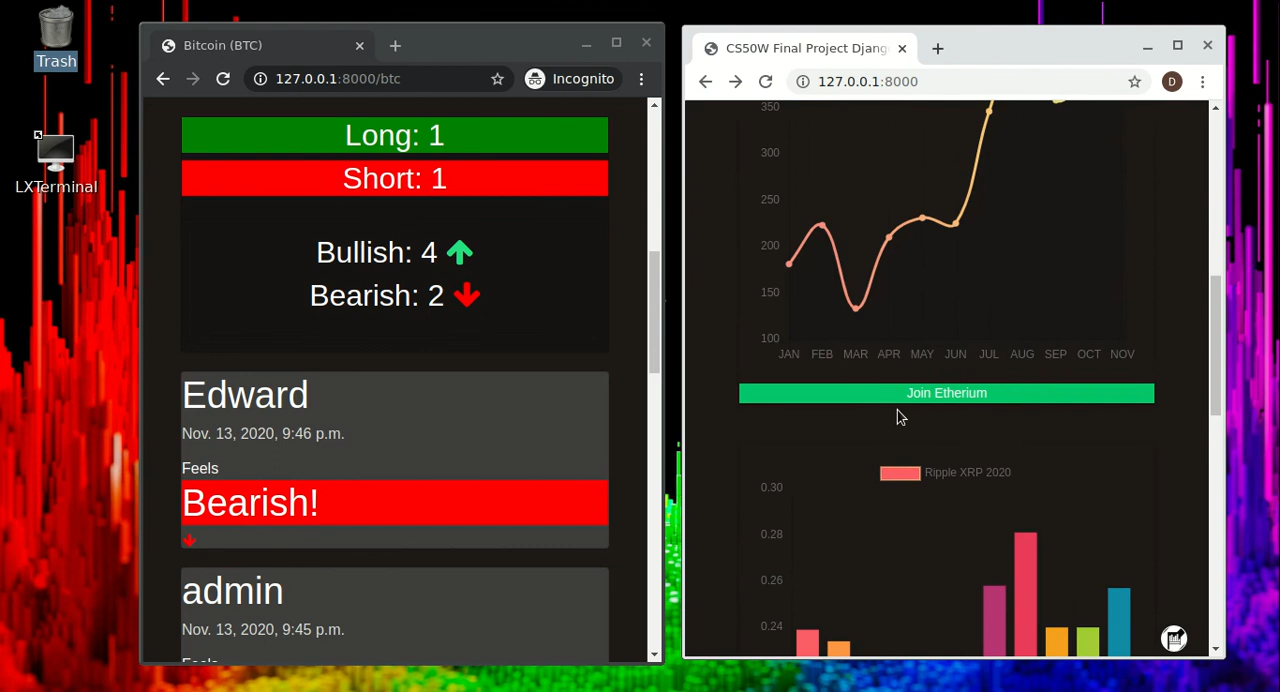 Trash
LXTerminal
Bitcoin (BTC)
127.0.0.1:8000/btc
Incognito
Long: 1
Short: 1
Bullish: 4
Bearish: 2
Edward
Nov. 13, 2020, 9:46 p.m.
Feels
Bearish!
admin
Nov. 13, 2020, 9:45 p.m.
Feels
CS50W Final Project Djang
127.0.0.1:8000
D
350
300
250
200
150
100
JAN FEB MAR APR MAY JUN JUL AUG SEP OCT NOV
Join Etherium
Ripple XRP 2020
0.30
0.28
0.26
0.24